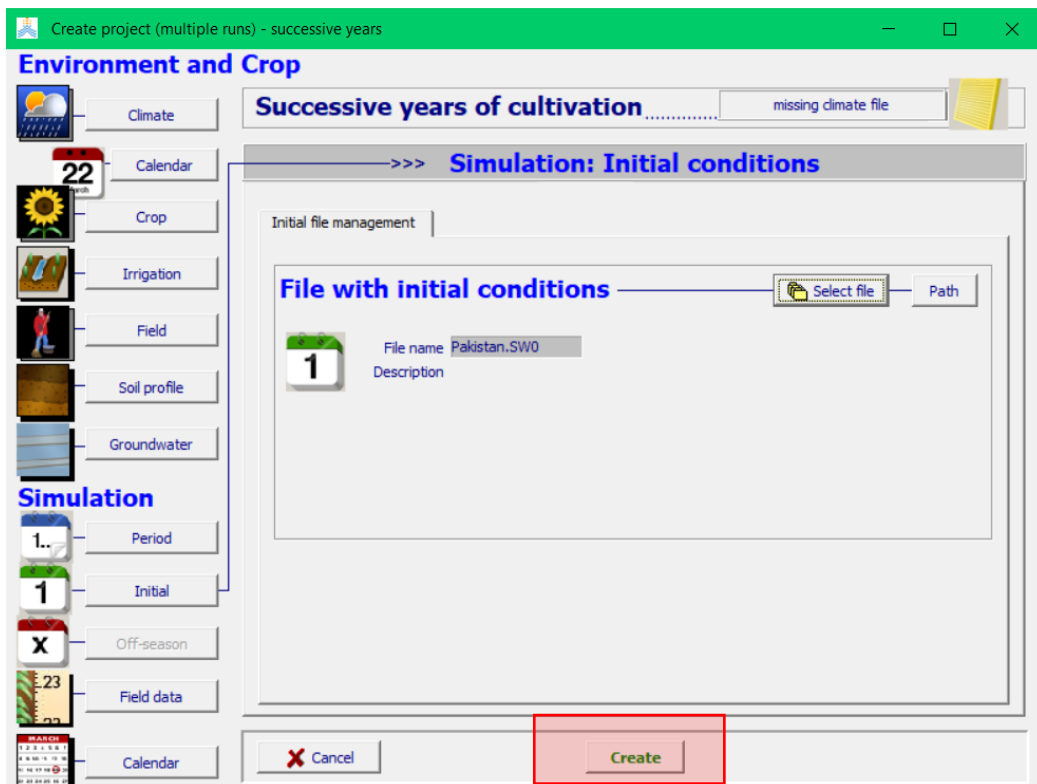 Create project (multiple runs) - successive years
Environment and Crop
Climate
Calendar
Crop
Irrigation
Field
Soil profile
Groundwater
Simulation
Period
Initial
Off-season
Field data
Calendar
Successive years of cultivation..............
missing climate file
>>> Simulation: Initial conditions
Initial file management
File with initial conditions
Select file
Path
File name Pakistan.SW0
Description
Cancel
Create
22
1..
1
X
23
MARCH
1